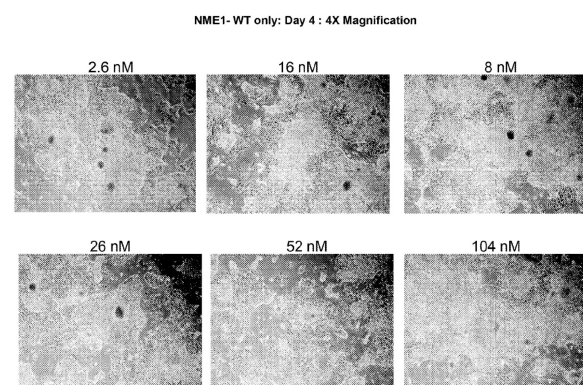 NME1- WT only: Day 4 : 4X Magnification
2.6 nM
16 nM
8 nM
26 nM
52 nM
104 nM